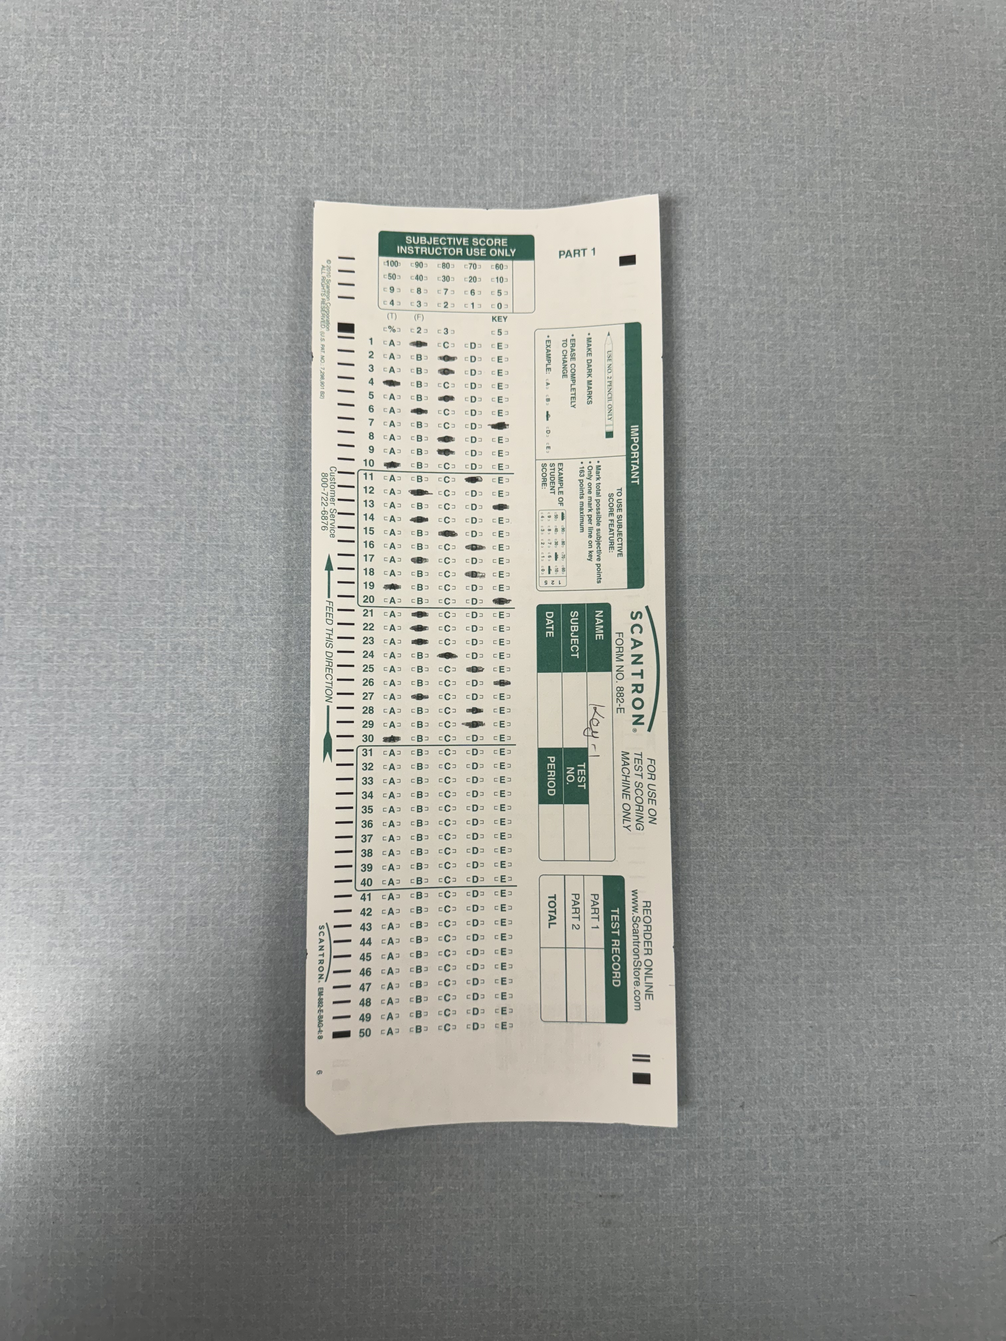 SUBJECTIVE SCORE
INSTRUCTOR USE ONLY
100 90 80 70 60
50 40 30 20 10
9 8 7 6 5
4 3 2 1 0
(T) (F) KEY
% 2 3 5
1 A C D E
2 A B D E
3 A B D E
4 B C D E
5 A B D E
6 A C D E
7 A B C D
8 A B D E
9 A B D E
10 B C D E
11 A B C E
12 A C D E
13 A B C D
14 A C D E
15 A B D E
16 A B C E
17 A B C D E
18 A B C D E
19 B C D E
20 A B C D
21 A B C D E
22 A B C D E
23 A B C D E
24 A B D E
25 A B C D E
26 A B C D E
27 A B C D E
28 A B C D E
29 A B C D E
30 B C D E
31 A B C D E
32 A B C D E
33 A B C D E
34 A B C D E
35 A B C D E
36 A B C D E
37 A B C D E
38 A B C D E
39 A B C D E
40 A B C D E
41 A B C D E
42 A B C D E
43 A B C D E
44 A B C D E
45 A B C D E
46 A B C D E
47 A B C D E
48 A B C D E
49 A B C D E
50 A B C D E
PART 1
IMPORTANT
USE NO. 2 PENCIL ONLY
• MAKE DARK MARKS
• ERASE COMPLETELY
TO CHANGE
• EXAMPLE: A B D E
TO USE SUBJECTIVE
SCORE FEATURE:
• Mark total possible subjective points
• Only one mark per line on key
• 163 points maximum
EXAMPLE OF
STUDENT
SCORE:
SCANTRON®
FORM NO. 882-E
FOR USE ON
TEST SCORING
MACHINE ONLY
NAME Key - 1
SUBJECT
TEST
NO.
DATE
PERIOD
REORDER ONLINE
www.ScantronStore.com
TEST RECORD
PART 1
PART 2
TOTAL
© 2010 Scantron Corporation
ALL RIGHTS RESERVED.
Customer Service
800-722-6876
FEED THIS DIRECTION
SCANTRON.
6